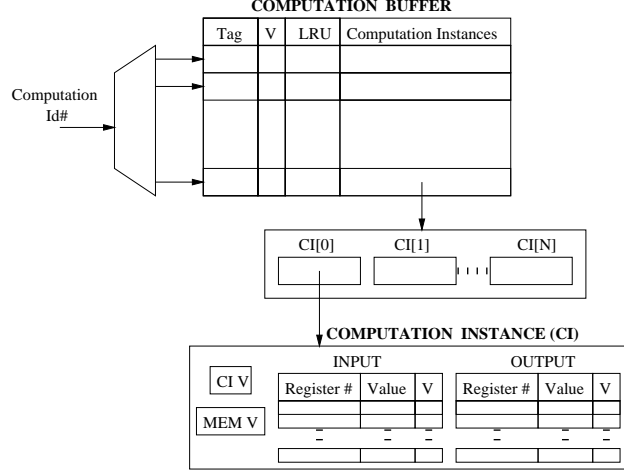 COMPUTATION BUFFER
Tag V LRU Computation Instances
Computation
Id#
CI[0] CI[1] CI[N]
COMPUTATION INSTANCE (CI)
INPUT OUTPUT
CI V
Register # Value V Register # Value V
MEM V